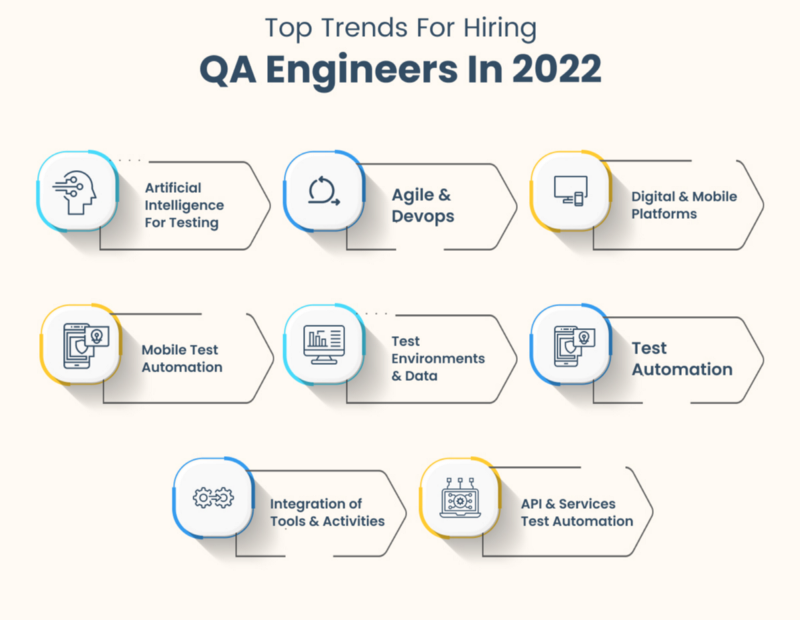 Top Trends For Hiring
QA Engineers In 2022
Artificial
Intelligence
For Testing
Agile &
Devops
Digital & Mobile
Platforms
Mobile Test
Automation
Test
Environments
& Data
Test
Automation
Integration of
Tools & Activities
API & Services
Test Automation